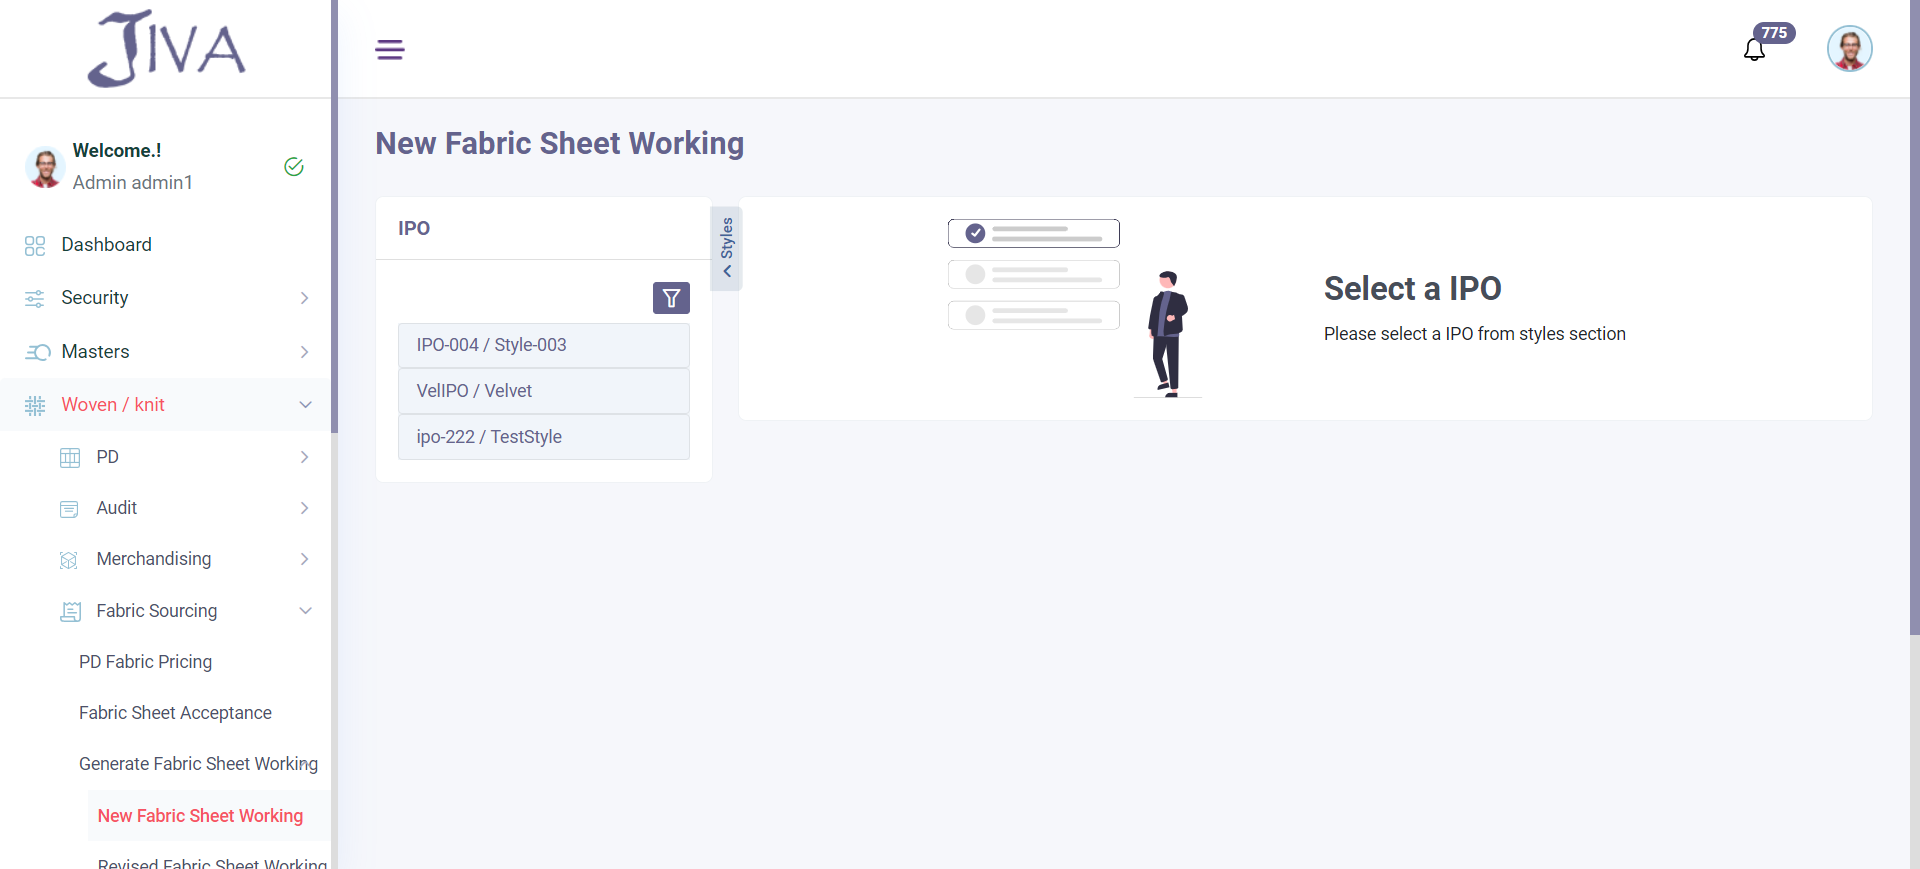 JIVA
775
Welcome.!
Admin admin1
Dashboard
Security
Masters
Woven / knit
PD
Audit
Merchandising
Fabric Sourcing
PD Fabric Pricing
Fabric Sheet Acceptance
Generate Fabric Sheet Working
New Fabric Sheet Working
Revised Fabric Sheet Working
New Fabric Sheet Working
IPO
Styles
IPO-004 / Style-003
VelIPO / Velvet
ipo-222 / TestStyle
Select a IPO
Please select a IPO from styles section